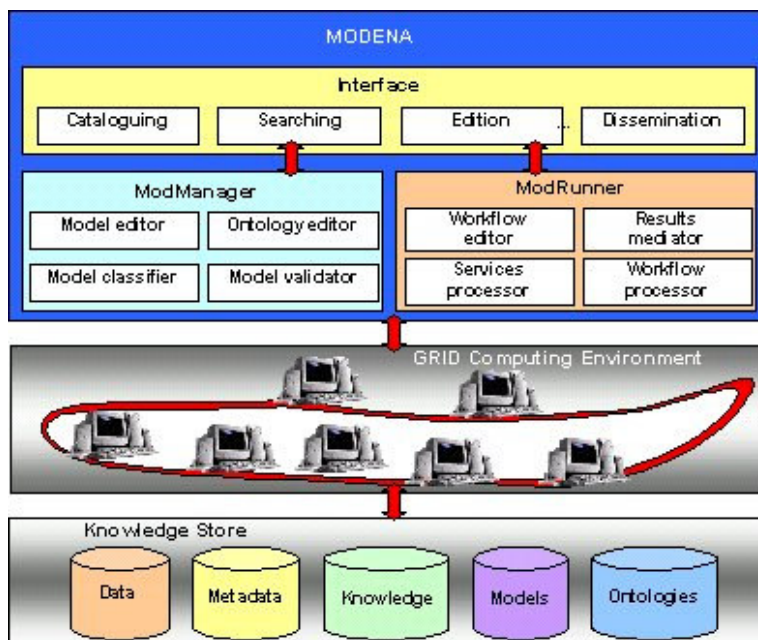 MODENA
Interface
Cataloguing
Searching
Edition
...
Dissemination
ModManager
Model editor
Ontology editor
Model classifier
Model validator
ModRunner
Workflow
editor
Results
mediator
Services
processor
Workflow
processor
GRID Computing Environment
Knowledge Store
Data
Metadata
Knowledge
Models
Ontologies